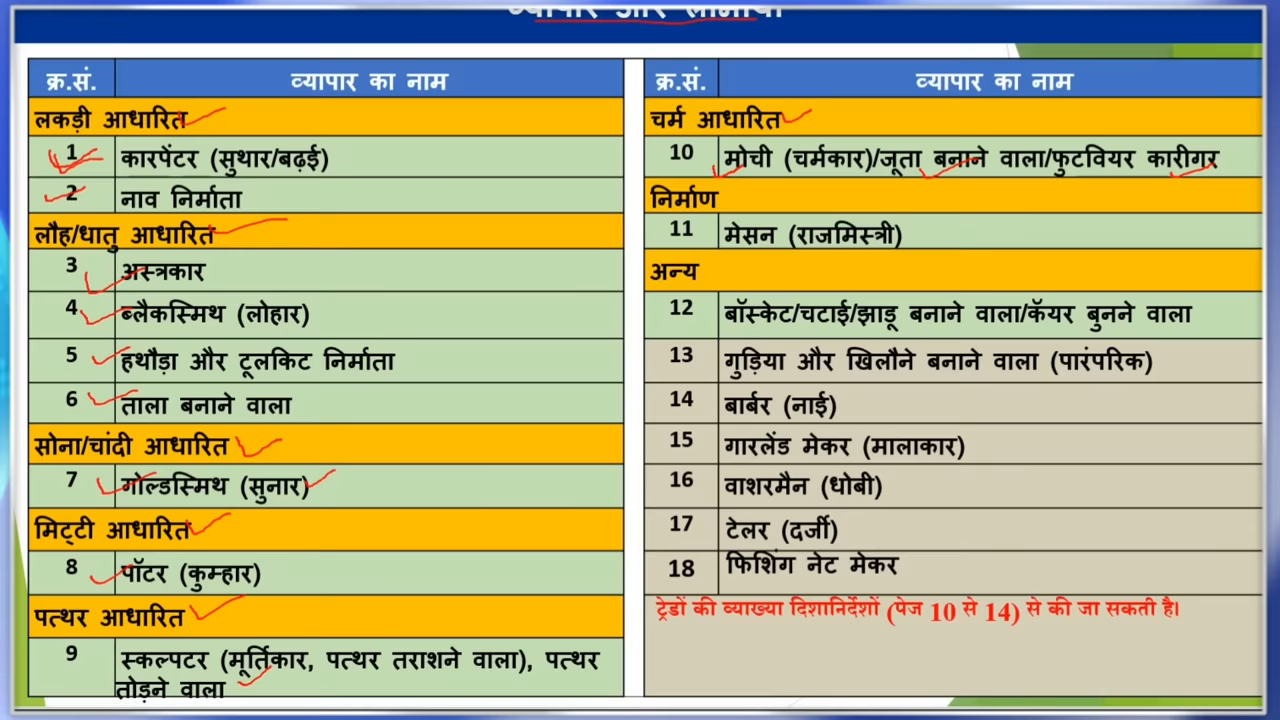 व्यापार और लाभार्थी
क्र.सं. व्यापार का नाम
लकड़ी आधारित
1 कारपेंटर (सुथार/बढ़ई)
2 नाव निर्माता
लौह/धातु आधारित
3 अस्त्रकार
4 ब्लैकस्मिथ (लोहार)
5 हथौड़ा और टूलकिट निर्माता
6 ताला बनाने वाला
सोना/चांदी आधारित
7 गोल्डस्मिथ (सुनार)
मिट्टी आधारित
8 पॉटर (कुम्हार)
पत्थर आधारित
9 स्कल्पटर (मूर्तिकार, पत्थर तराशने वाला), पत्थर
तोड़ने वाला
क्र.सं. व्यापार का नाम
चर्म आधारित
10 मोची (चर्मकार)/जूता बनाने वाला/फुटवियर कारीगर
निर्माण
11 मेसन (राजमिस्त्री)
अन्य
12 बॉस्केट/चटाई/झाडू बनाने वाला/कॅयर बुनने वाला
13 गुड़िया और खिलौने बनाने वाला (पारंपरिक)
14 बार्बर (नाई)
15 गारलेंड मेकर (मालाकार)
16 वाशरमैन (धोबी)
17 टेलर (दर्जी)
18 फिशिंग नेट मेकर
ट्रेडों की व्याख्या दिशानिर्देशों (पेज 10 से 14) से की जा सकती है।